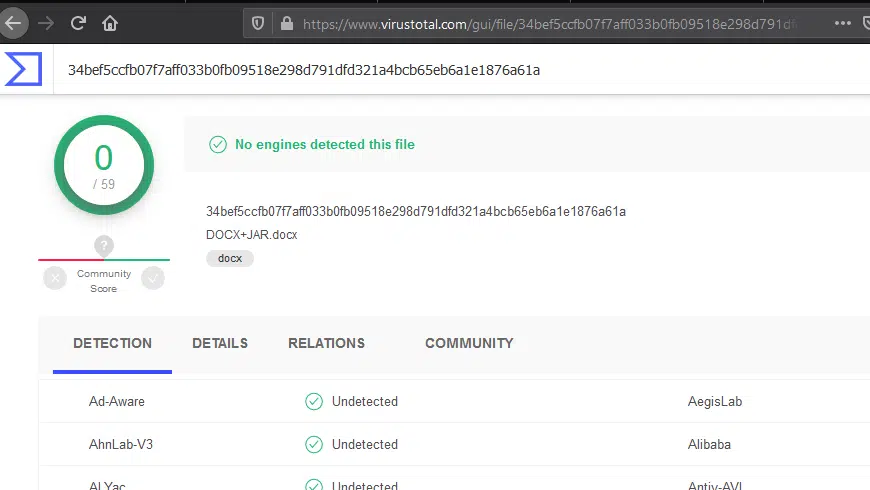 https://www.virustotal.com/gui/file/34bef5ccfb07f7aff033b0fb09518e298d791d
34bef5ccfb07f7aff033b0fb09518e298d791dfd321a4bcb65eb6a1e1876a61a
0
/ 59
No engines detected this file
34bef5ccfb07f7aff033b0fb09518e298d791dfd321a4bcb65eb6a1e1876a61a
DOCX+JAR.docx
docx
?
Community
Score
DETECTION DETAILS RELATIONS COMMUNITY
Ad-Aware Undetected AegisLab
AhnLab-V3 Undetected Alibaba
ALYac Undetected Antiy-AVL